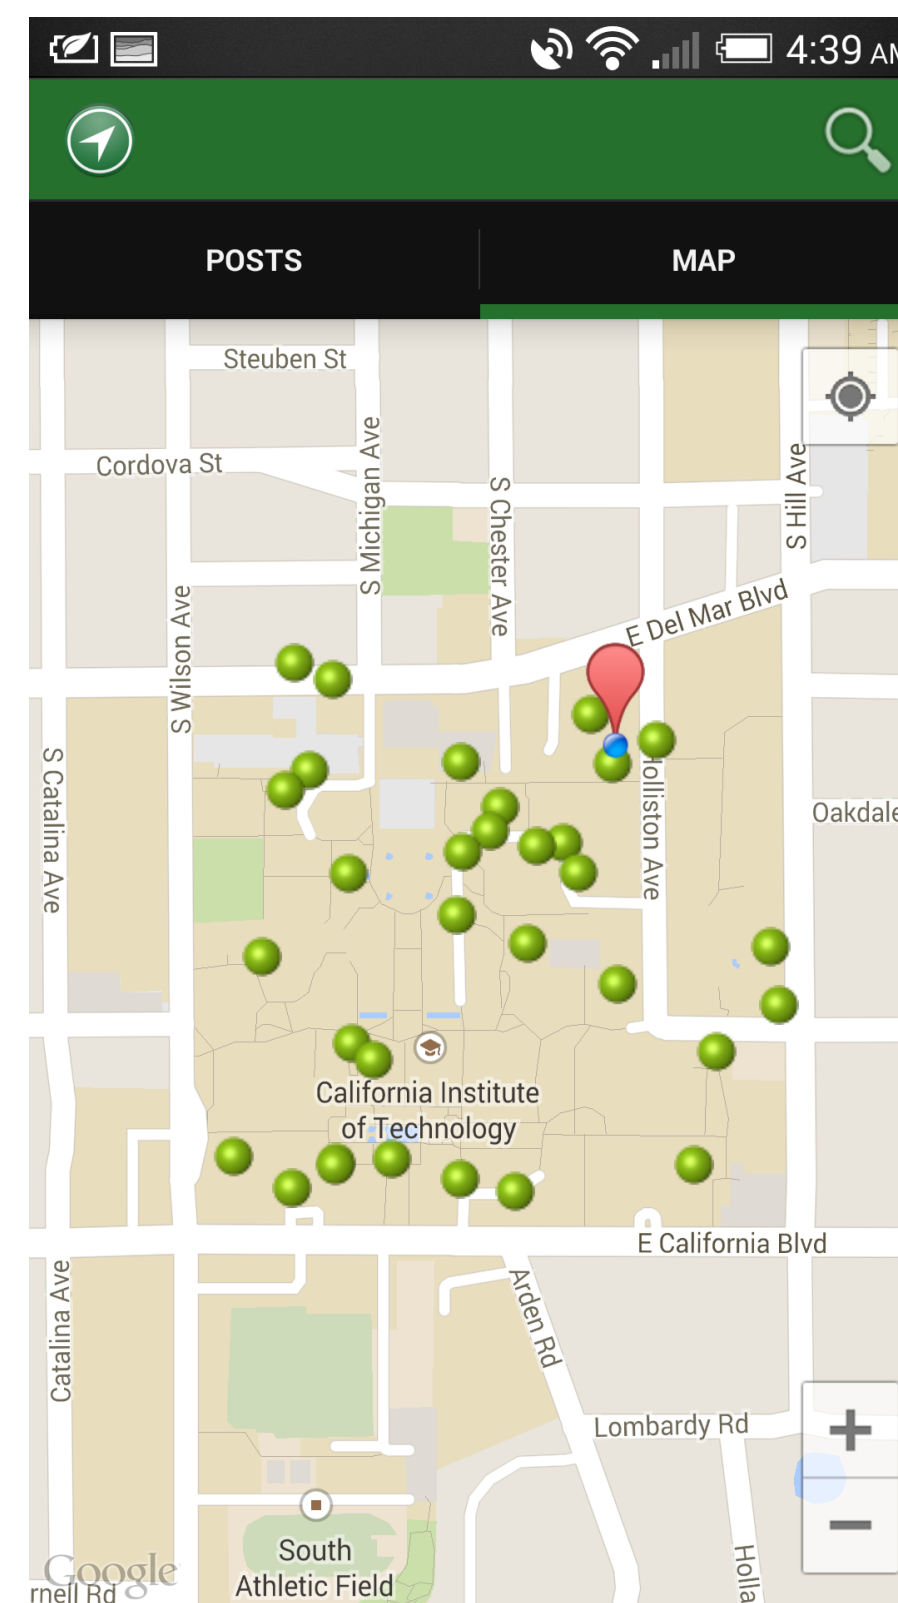 4:39 AM
POSTS
MAP
Steuben St
Cordova St
S Michigan Ave
S Chester Ave
S Hill Ave
E Del Mar Blvd
S Wilson Ave
S Catalina Ave
Holliston Ave
Oakdale
California Institute
of Technology
E California Blvd
Catalina Ave
Arden Rd
Lombardy Rd
South
Athletic Field
Google
rnell Rd
Holla